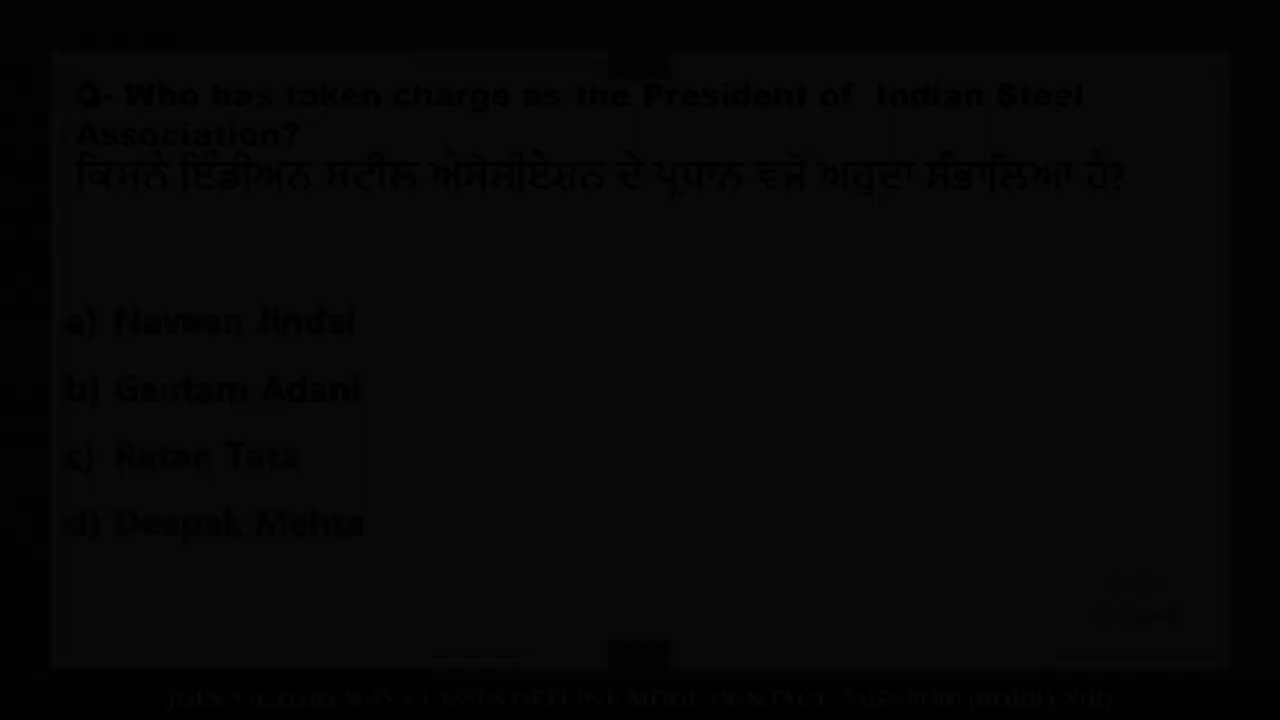 Q- Who has taken charge as the President of Indian Steel
Association?
ਕਿਸਨੇ ਇੰਡੀਅਨ ਸਟੀਲ ਐਸੋਸੀਏਸ਼ਨ ਦੇ ਪ੍ਰਧਾਨ ਵਜੋਂ ਅਹੁਦਾ ਸੰਭਾਲਿਆ ਹੈ?
a) Naveen Jindal
b) Gautam Adani
c) Ratan Tata
d) Deepak Mehta